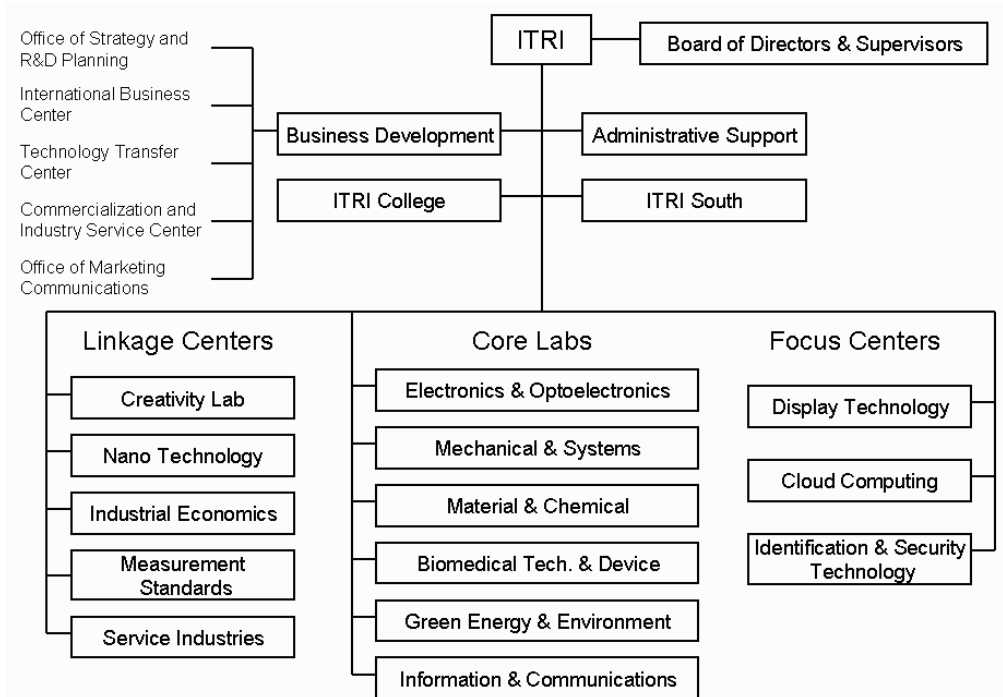 ITRI
Board of Directors & Supervisors
Office of Strategy and
R&D Planning
International Business
Center
Technology Transfer
Center
Commercialization and
Industry Service Center
Office of Marketing
Communications
Business Development
Administrative Support
ITRI College
ITRI South
Linkage Centers
Creativity Lab
Nano Technology
Industrial Economics
Measurement
Standards
Service Industries
Core Labs
Electronics & Optoelectronics
Mechanical & Systems
Material & Chemical
Biomedical Tech. & Device
Green Energy & Environment
Information & Communications
Focus Centers
Display Technology
Cloud Computing
Identification & Security
Technology